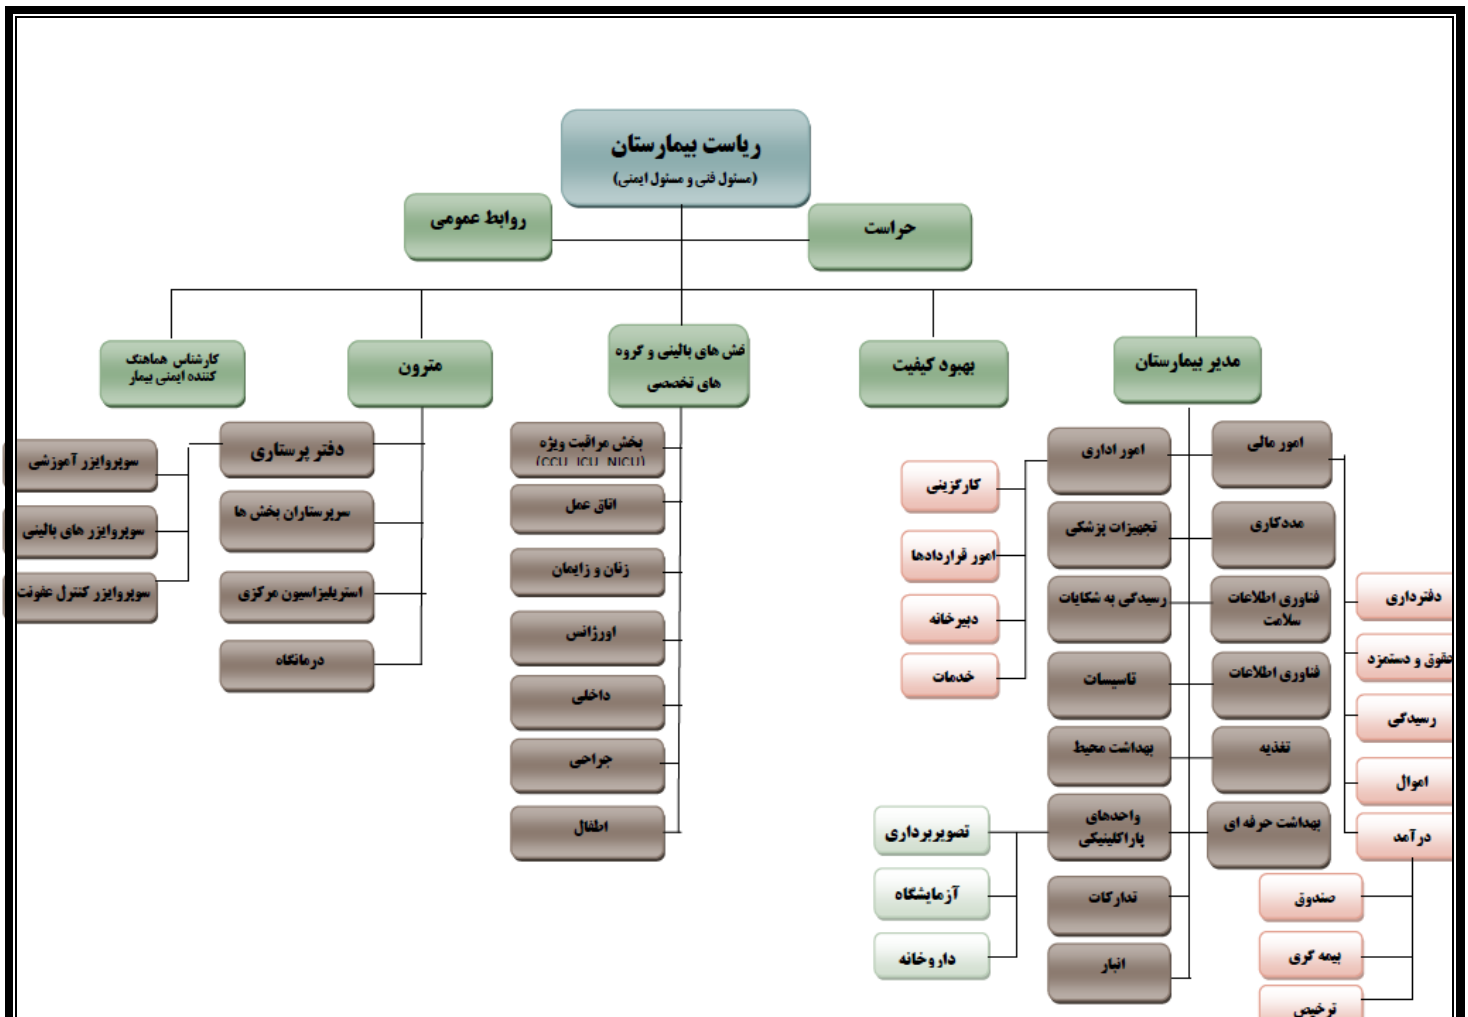 ریاست بیمارستان
(مسئول فنی و مسئول ایمنی)
حراست
روابط عمومی
مدیر بیمارستان
بهبود کیفیت
خش های بالینی و گروه
های تخصصی
مترون
کارشناس هماهنگ
کننده ایمنی بیمار
امور مالی
امور اداری
مددکاری
تجهیزات پزشکی
فناوری اطلاعات
سلامت
رسیدگی به شکایات
فناوری اطلاعات
تاسیسات
تغذیه
بهداشت محیط
بهداشت حرفه ای
واحدهای
پاراکلینیکی
تدارکات
انبار
دفترداری
حقوق و دستمزد
رسیدگی
اموال
درآمد
صندوق
بیمه گری
ترخیص
کارگزینی
امور قراردادها
دبیرخانه
خدمات
تصویربرداری
آزمایشگاه
داروخانه
بخش مراقبت ویژه
(CCU ICU NICU)
اتاق عمل
زنان و زایمان
اورژانس
داخلی
جراحی
اطفال
دفتر پرستاری
سرپرستاران بخش ها
استریلیزاسیون مرکزی
درمانگاه
سوپروایزر آموزشی
سوپروایزر های بالینی
سوپروایزر کنترل عفونت